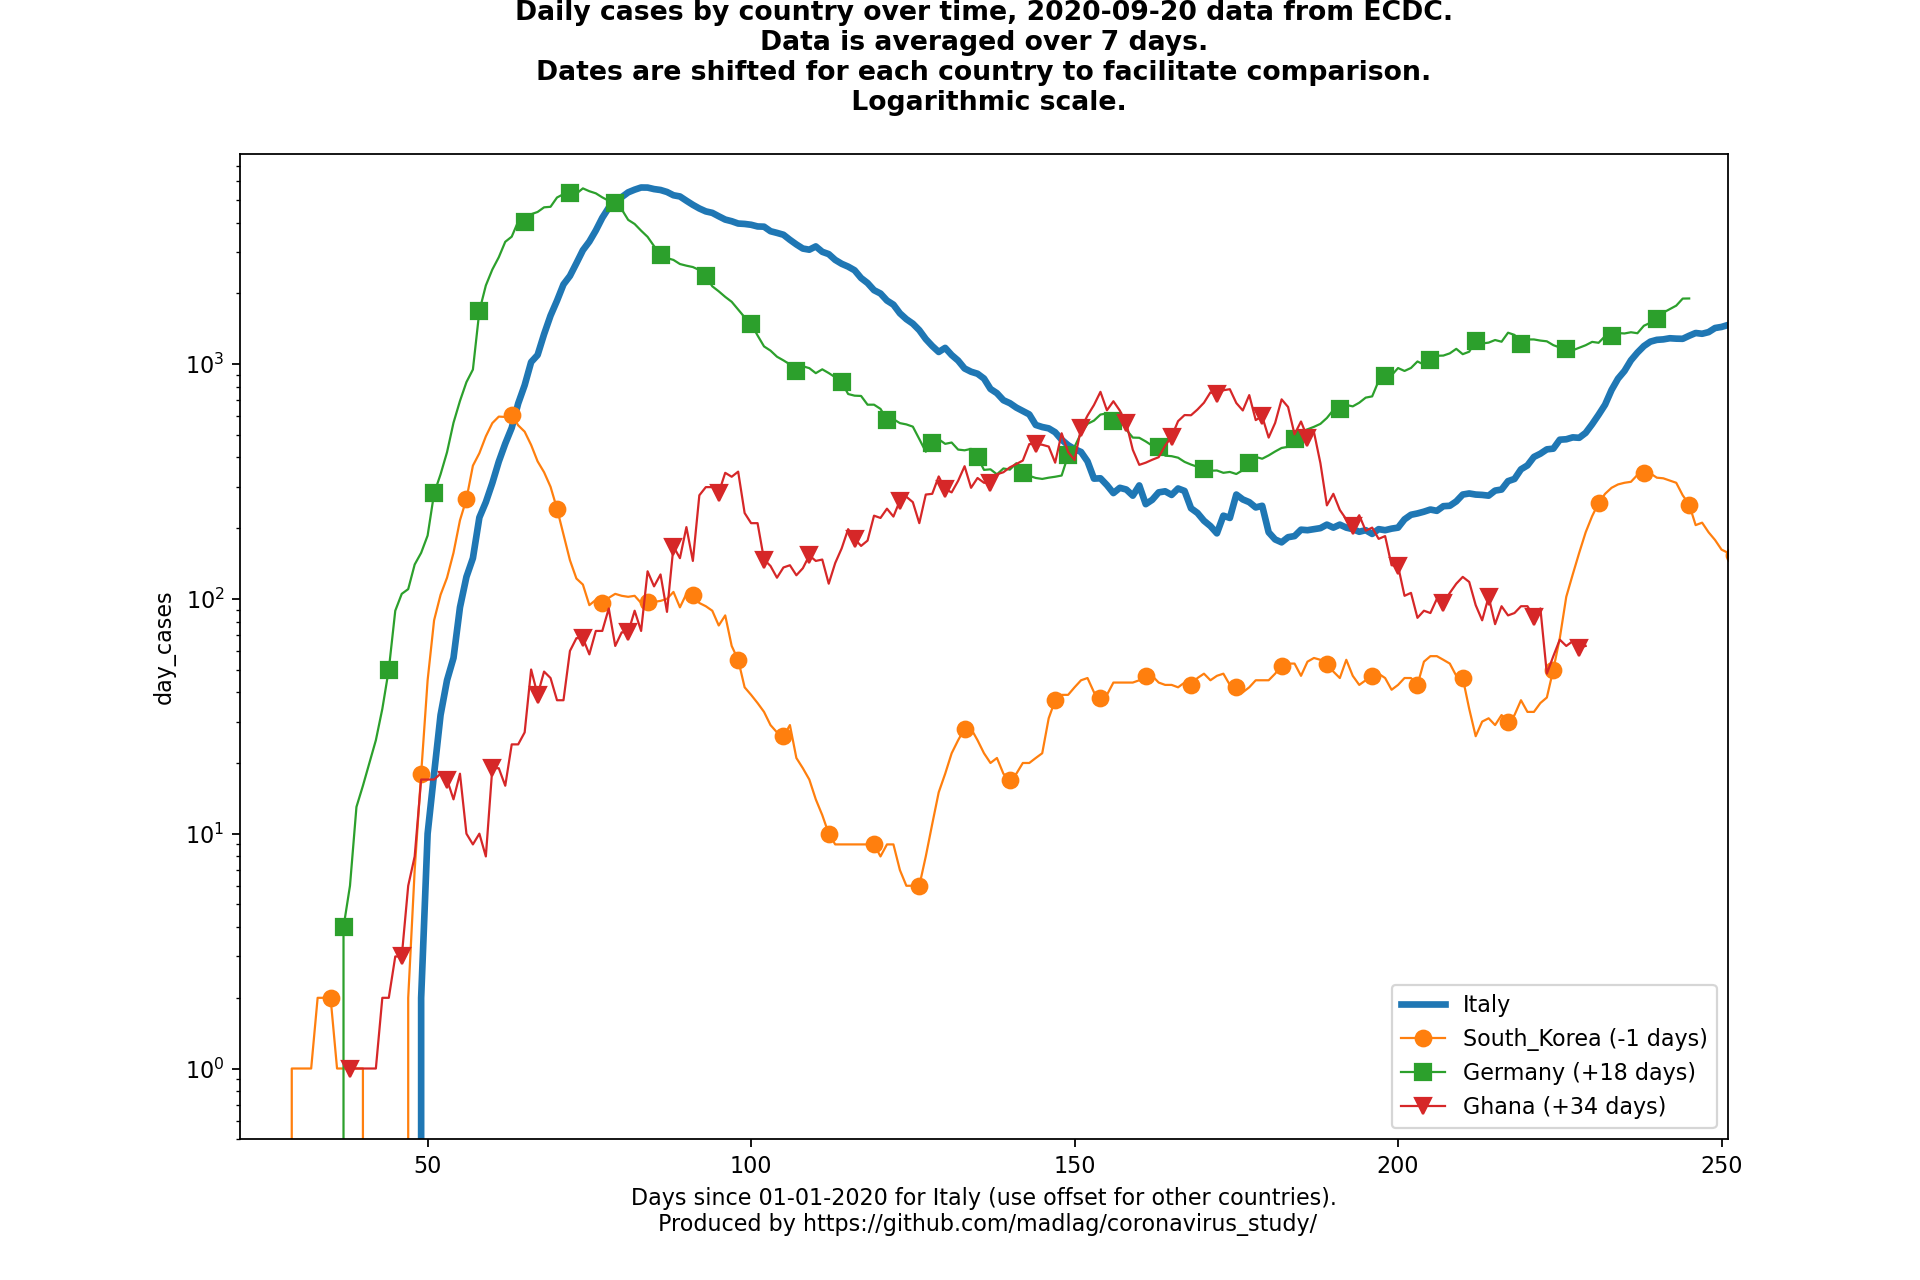 Daily cases by country over time, 2020-09-20 data from ECDC.
Data is averaged over 7 days.
Dates are shifted for each country to facilitate comparison.
Logarithmic scale.
day_cases
10³
10²
10¹
10⁰
50
100
150
200
250
Italy
South_Korea (-1 days)
Germany (+18 days)
Ghana (+34 days)
Days since 01-01-2020 for Italy (use offset for other countries).
Produced by https://github.com/madlag/coronavirus_study/